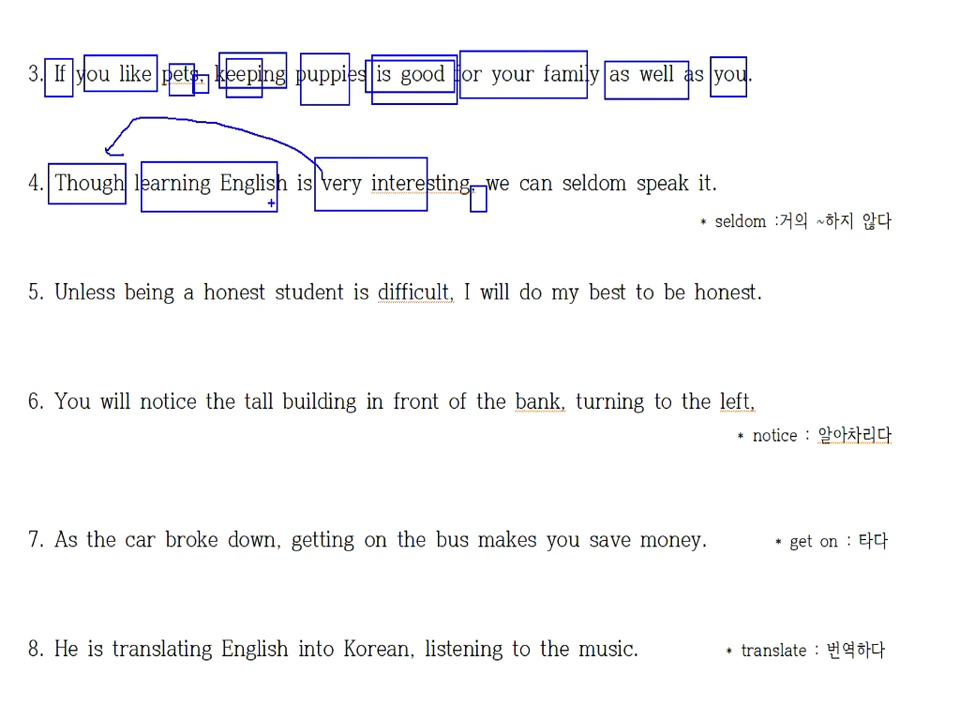 3. If you like pets, keeping puppies is good for your family as well as you.
4. Though learning English is very interesting, we can seldom speak it.
* seldom :거의 ~하지 않다
5. Unless being a honest student is difficult, I will do my best to be honest.
6. You will notice the tall building in front of the bank, turning to the left,
* notice : 알아차리다
7. As the car broke down, getting on the bus makes you save money. * get on : 타다
8. He is translating English into Korean, listening to the music. * translate : 번역하다